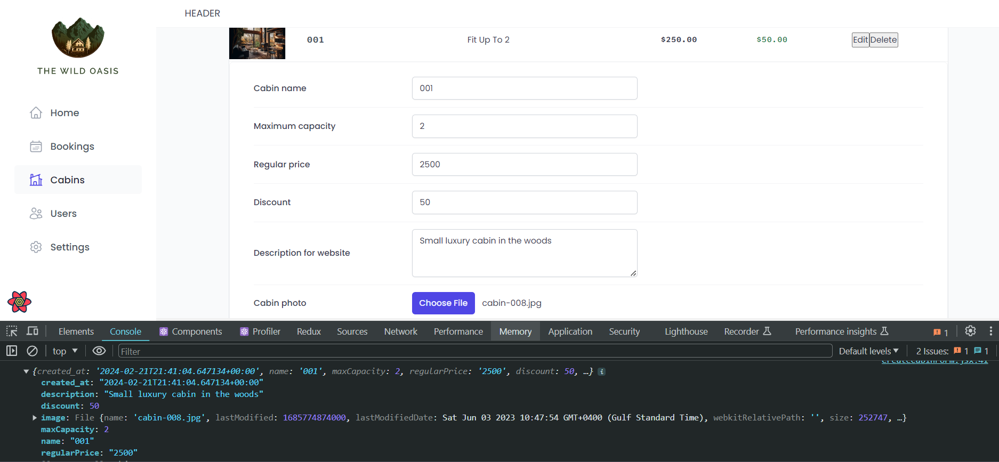 THE WILD OASIS
Home
Bookings
Cabins
Users
Settings
HEADER
001 Fit Up To 2 $250.00 $50.00 Edit Delete
Cabin name 001
Maximum capacity 2
Regular price 2500
Discount 50
Description for website Small luxury cabin in the woods
Cabin photo Choose File cabin-008.jpg
Elements Console Components Profiler Redux Sources Network Performance Memory Application Security Lighthouse Recorder Performance insights 1
top Filter Default levels 2 Issues: 1 1
CreateCabinForm.jsx:41
{created_at: '2024-02-21T21:41:04.647134+00:00', name: '001', maxCapacity: 2, regularPrice: '2500', discount: 50, …}
created_at: "2024-02-21T21:41:04.647134+00:00"
description: "Small luxury cabin in the woods"
discount: 50
image: File {name: 'cabin-008.jpg', lastModified: 1685774874000, lastModifiedDate: Sat Jun 03 2023 10:47:54 GMT+0400 (Gulf Standard Time), webkitRelativePath: '', size: 252747, …}
maxCapacity: 2
name: "001"
regularPrice: "2500"